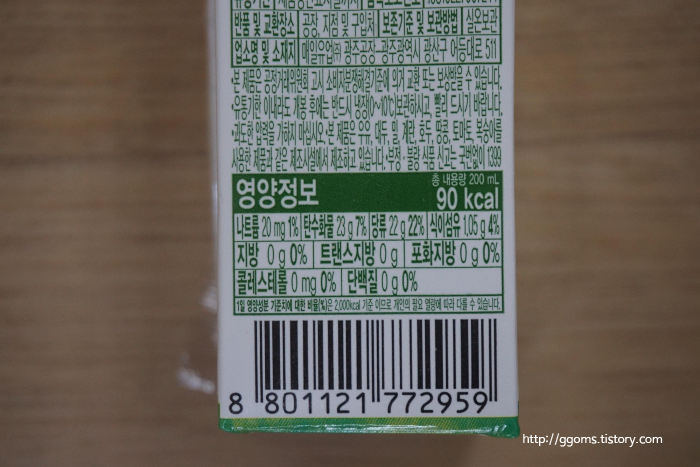 반품 및 교환장소 공장, 지점 및 구입처 보존기준 및 보관방법 실온보관
업소명 및 소재지 매일유업㈜ 광주공장-광주광역시 광산구 어등대로 511
•본 제품은 공정거래위원회 고시 소비자분쟁해결기준에 의거 교환 또는 보상받을 수 있습니다.
•유통기한 이내라도 개봉 후에는 반드시 냉장(0~10℃)보관하시고, 빨리 드시기 바랍니다.
•과도한 압력을 가하지 마십시오•본 제품은 우유, 대두, 밀, 계란, 호두, 땅콩, 토마토, 복숭아를
사용한 제품과 같은 제조시설에서 제조하고 있습니다•부정·불량 식품 신고는 국번없이 1399
영양정보 총 내용량 200 mL
90 kcal
나트륨 20 mg 1% 탄수화물 23 g 7% 당류 22 g 22% 식이섬유 1.05 g 4%
지방 0 g 0% 트랜스지방 0 g 포화지방 0 g 0%
콜레스테롤 0 mg 0% 단백질 0 g 0%
1일 영양성분 기준치에 대한 비율(%)은 2,000kcal 기준 이므로 개인의 필요 열량에 따라 다를 수 있습니다.
8 801121 772959
http://ggoms.tistory.com